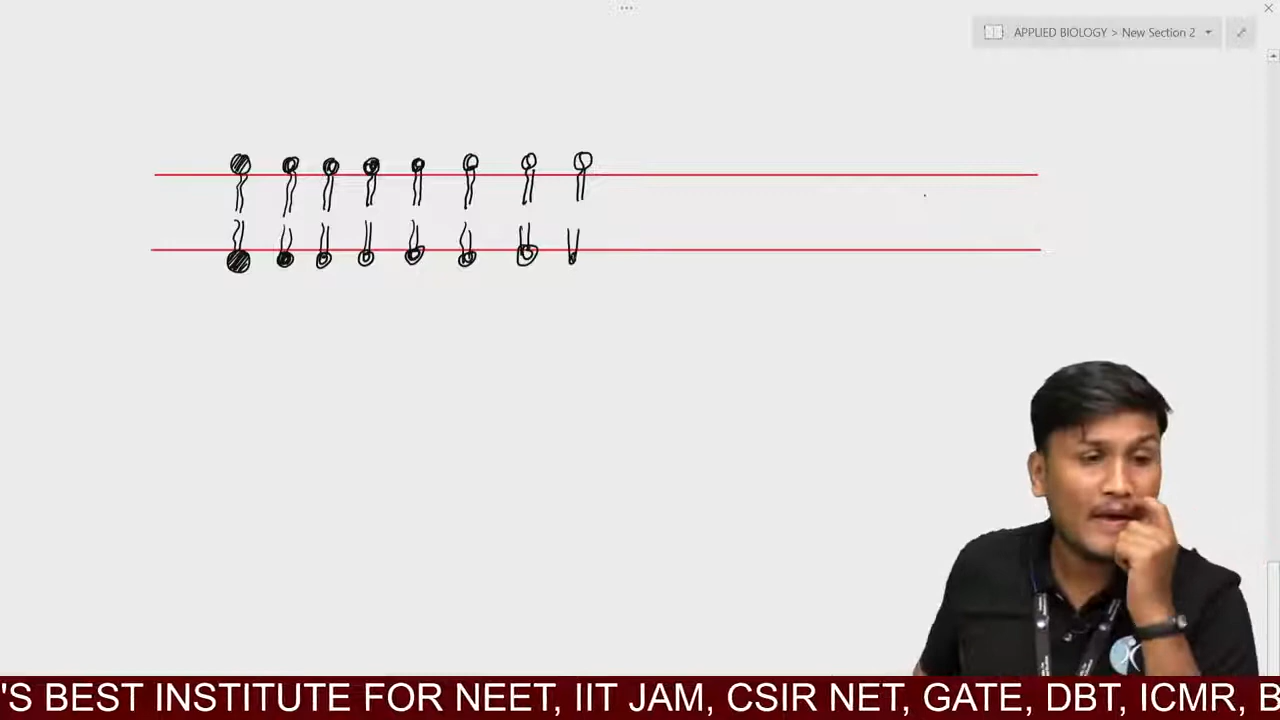 APPLIED BIOLOGY > New Section 2
'S BEST INSTITUTE FOR NEET, IIT JAM, CSIR NET, GATE, DBT, ICMR, B